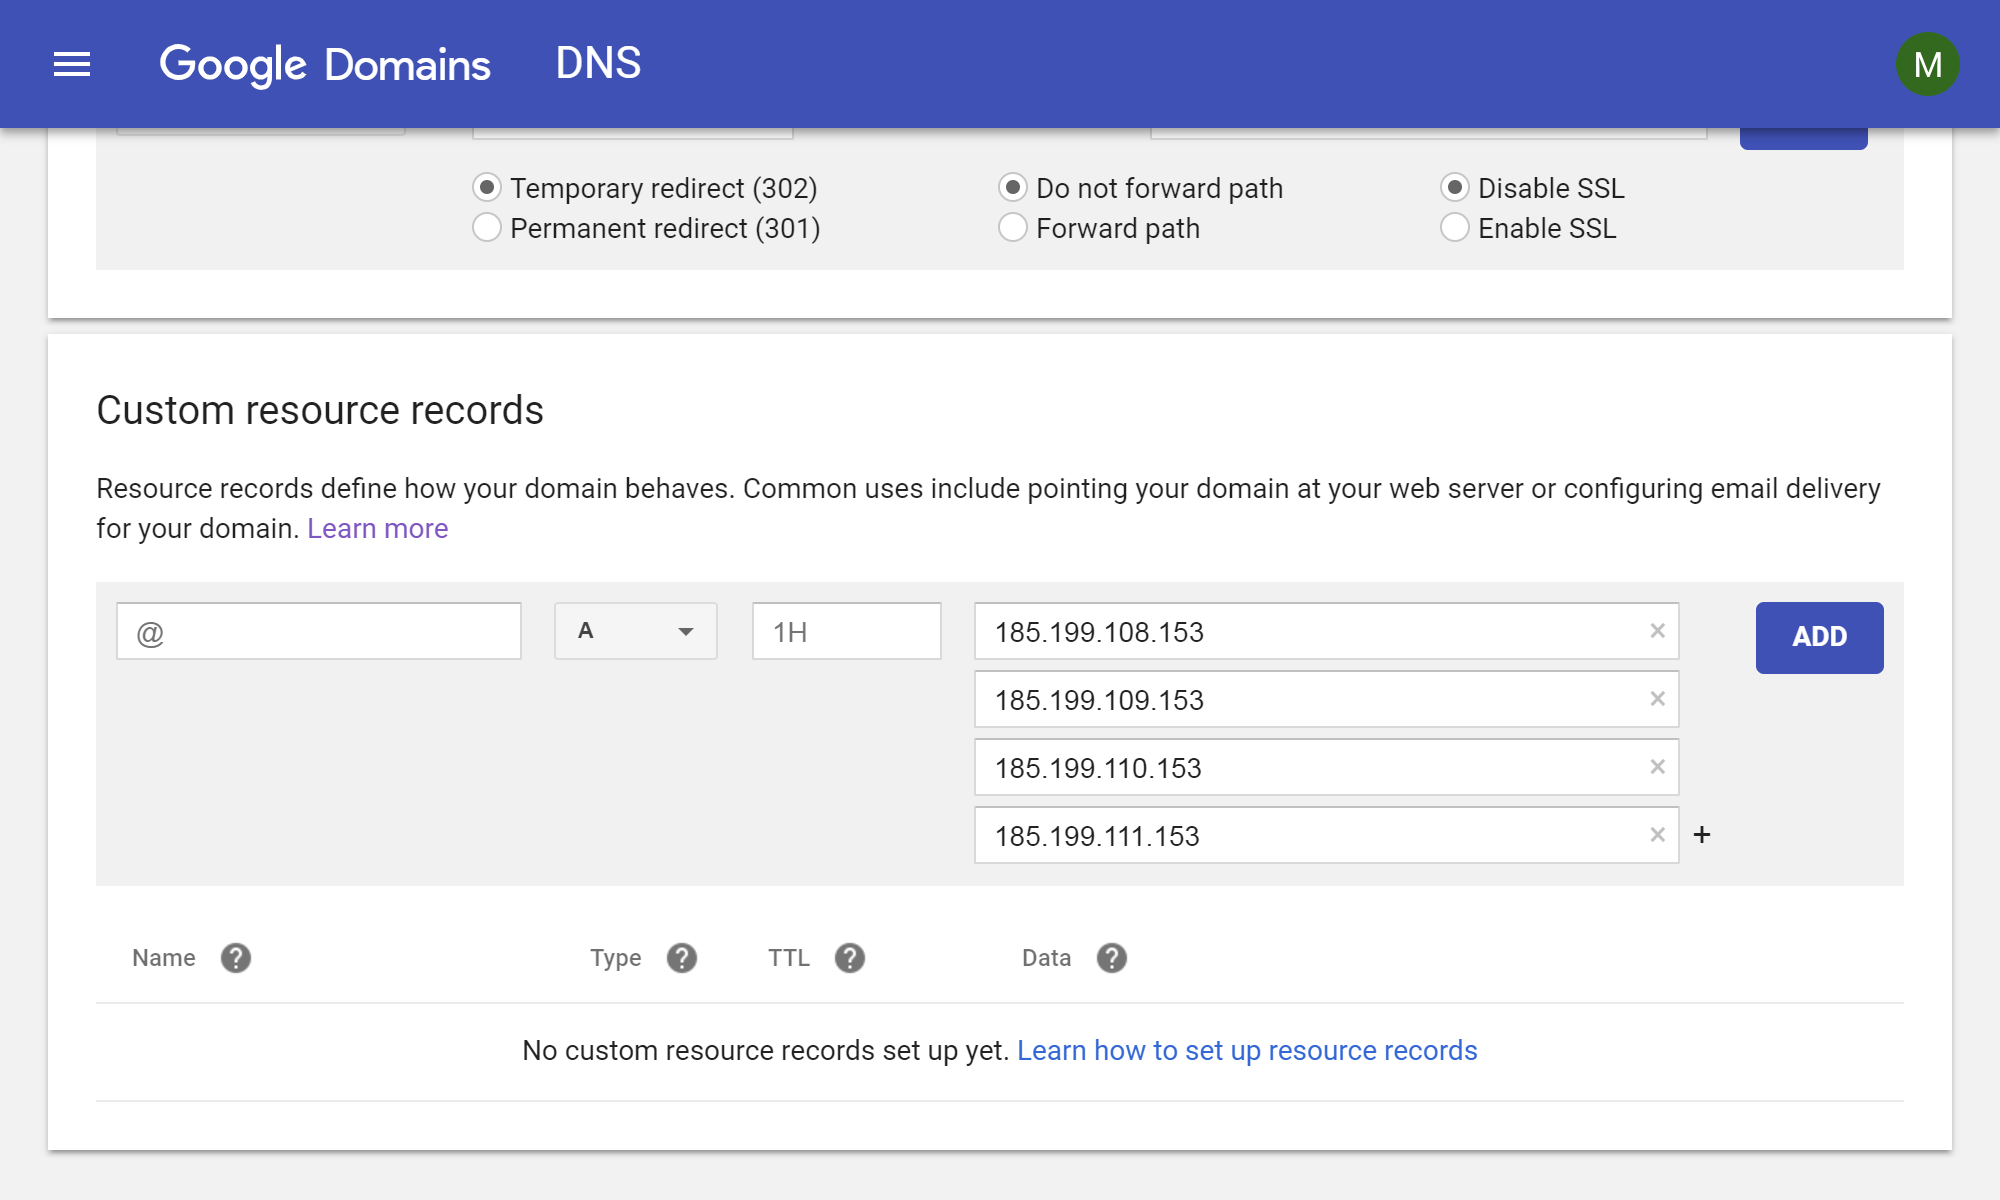 Google Domains DNS M
Temporary redirect (302) Do not forward path Disable SSL
Permanent redirect (301) Forward path Enable SSL
Custom resource records
Resource records define how your domain behaves. Common uses include pointing your domain at your web server or configuring email delivery
for your domain. Learn more
@ A 1H 185.199.108.153 × ADD
185.199.109.153 ×
185.199.110.153 ×
185.199.111.153 × +
Name ? Type ? TTL ? Data ?
No custom resource records set up yet. Learn how to set up resource records